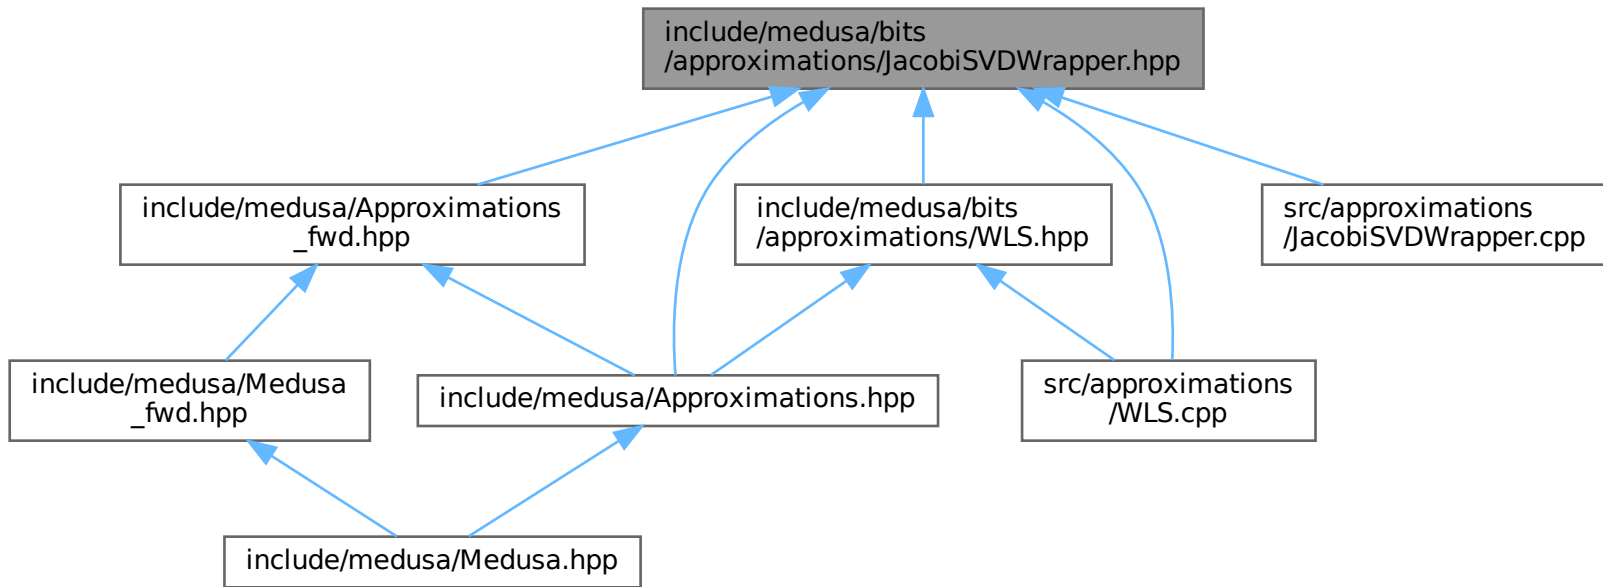 include/medusa/bits
/approximations/JacobiSVDWrapper.hpp
include/medusa/Approximations
_fwd.hpp
include/medusa/bits
/approximations/WLS.hpp
src/approximations
/JacobiSVDWrapper.cpp
include/medusa/Medusa
_fwd.hpp
include/medusa/Approximations.hpp
src/approximations
/WLS.cpp
include/medusa/Medusa.hpp